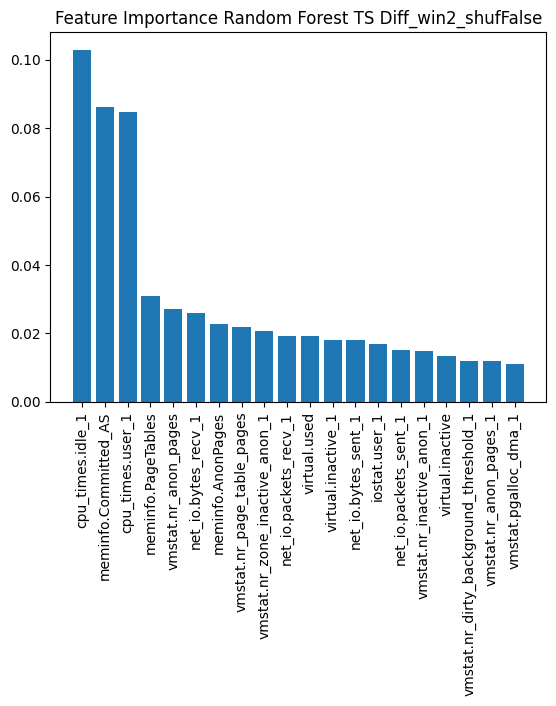 Feature Importance Random Forest TS Diff_win2_shufFalse
0.10
0.08
0.06
0.04
0.02
0.00
cpu_times.idle_1
meminfo.Committed_AS
cpu_times.user_1
meminfo.PageTables
vmstat.nr_anon_pages
net_io.bytes_recv_1
meminfo.AnonPages
vmstat.nr_page_table_pages
vmstat.nr_zone_inactive_anon_1
net_io.packets_recv_1
virtual.used
virtual.inactive_1
net_io.bytes_sent_1
iostat.user_1
net_io.packets_sent_1
vmstat.nr_inactive_anon_1
virtual.inactive
vmstat.nr_dirty_background_threshold_1
vmstat.nr_anon_pages_1
vmstat.pgalloc_dma_1